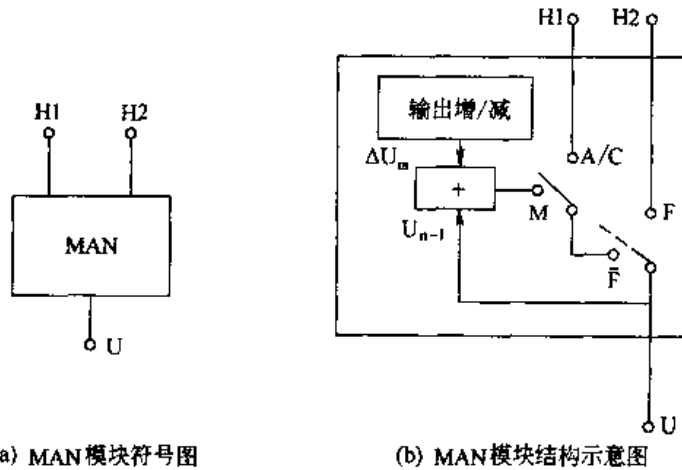 H1 H2
MAN
U
H1 H2
输出增/减
ΔUₘ
A/C
+
M
F
Uₙ₋₁
F̄
U
a) MAN模块符号图
(b) MAN模块结构示意图